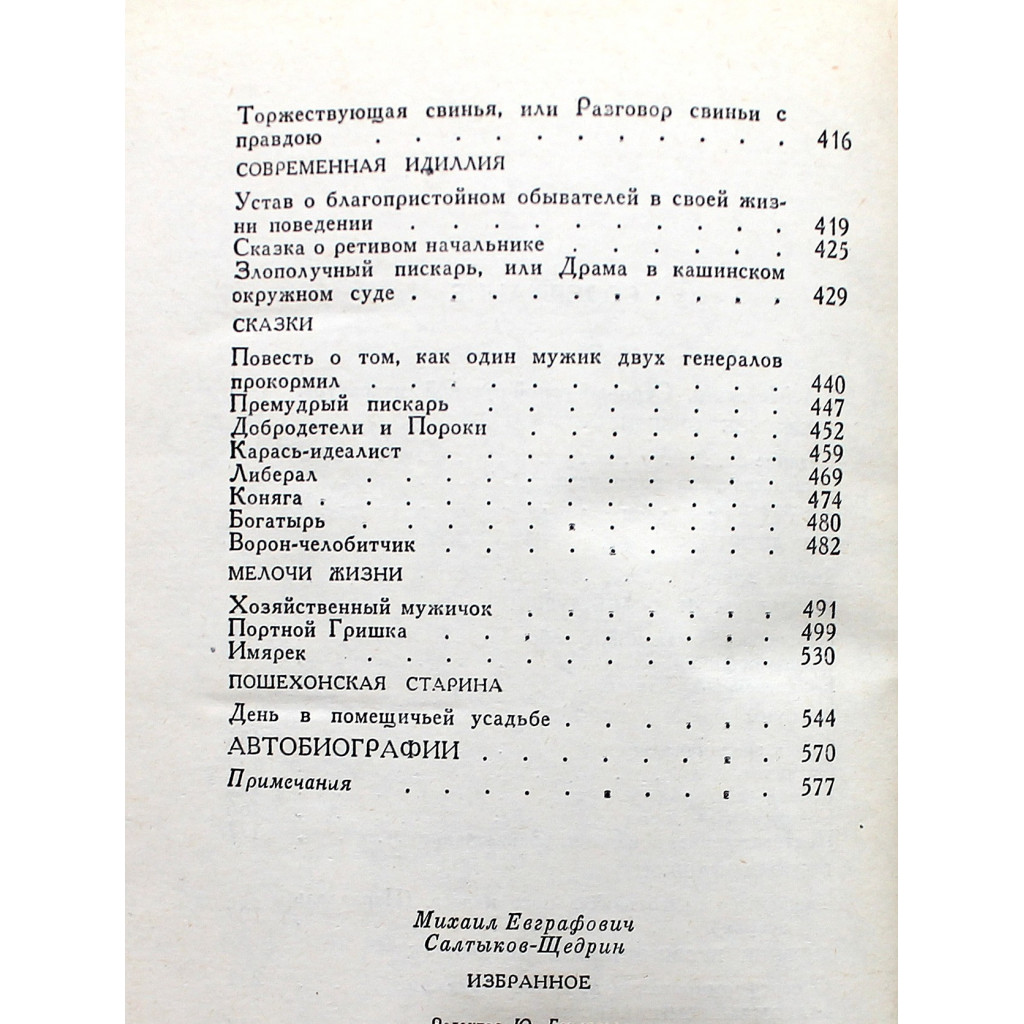 Торжествующая свинья, или Разговор свиньи с
правдою . . . . . . . . . . 416
СОВРЕМЕННАЯ ИДИЛЛИЯ
Устав о благопристойном обывателей в своей жиз-
ни поведении . . . . . . . . . . 419
Сказка о ретивом начальнике . . . . . . 425
Злополучный пискарь, или Драма в кашинском
окружном суде . . . . . . . . . . 429
СКАЗКИ
Повесть о том, как один мужик двух генералов
прокормил . . . . . . . . . . . 440
Премудрый пискарь . . . . . . . . 447
Добродетели и Пороки . . . . . . . 452
Карась-идеалист . . . . . . . . . 459
Либерал . . . . . . . . . . . 469
Коняга . . . . . . . . . . . . 474
Богатырь . . . . . . . . . . . 480
Ворон-челобитчик . . . . . . . . . 482
МЕЛОЧИ ЖИЗНИ
Хозяйственный мужичок . . . . . . . 491
Портной Гришка . . . . . . . . . 499
Имярек . . . . . . . . . . . 530
ПОШЕХОНСКАЯ СТАРИНА
День в помещичьей усадьбе . . . . . . 544
АВТОБИОГРАФИИ . . . . . . . . 570
Примечания . . . . . . . . . . 577
Михаил Евграфович
Салтыков-Щедрин
ИЗБРАННОЕ